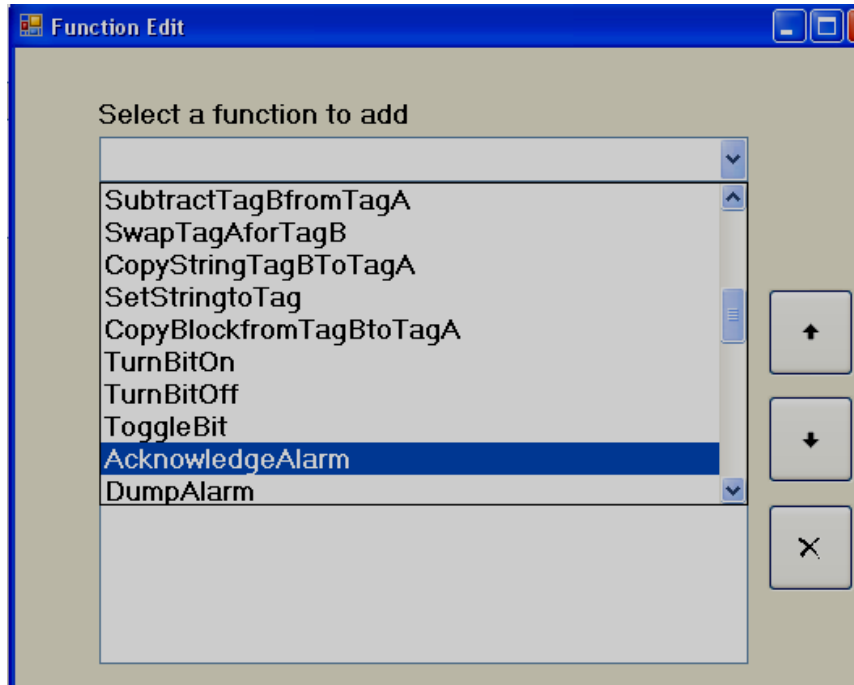 Function Edit
Select a function to add
SubtractTagBfromTagA
SwapTagAforTagB
CopyStringTagBToTagA
SetStringtoTag
CopyBlockfromTagBtoTagA
TurnBitOn
TurnBitOff
ToggleBit
AcknowledgeAlarm
DumpAlarm